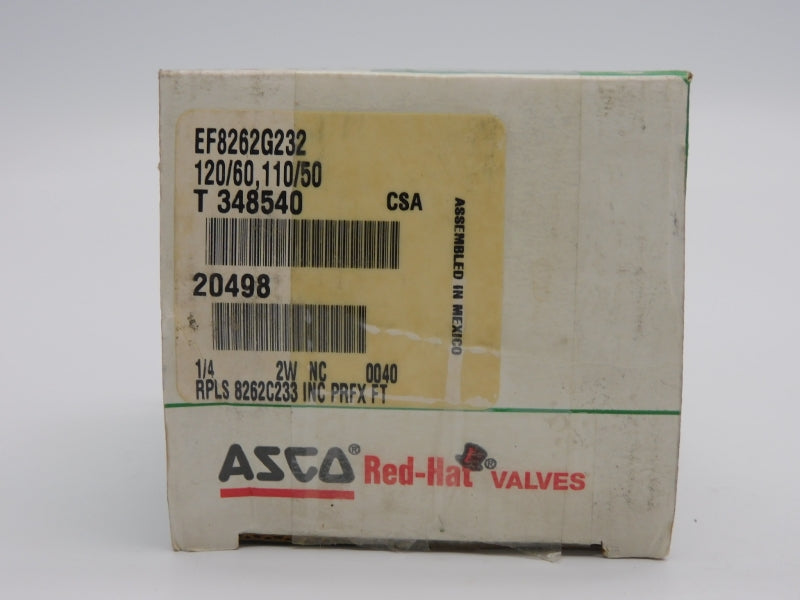 EF8262G232
120/60,110/50
T 348540 CSA
20498
1/4 2W NC 0040
RPLS 8262C233 INC PRFX FT
ASSEMBLED IN MEXICO
ASCO® Red-Hat® VALVES